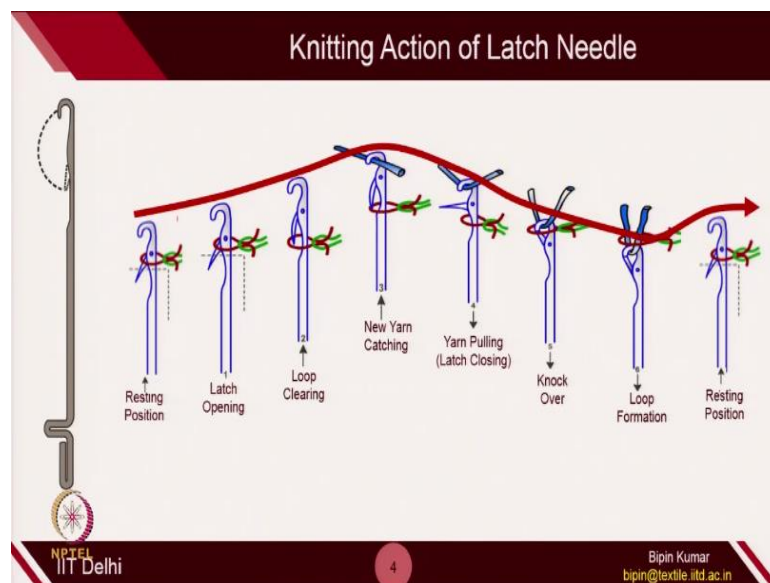 Knitting Action of Latch Needle
Resting
Position
1
Latch
Opening
2
Loop
Clearing
3
New Yarn
Catching
4
Yarn Pulling
(Latch Closing)
5
Knock
Over
6
Loop
Formation
Resting
Position
NPTEL
IIT Delhi
4
Bipin Kumar
bipin@textile.iitd.ac.in